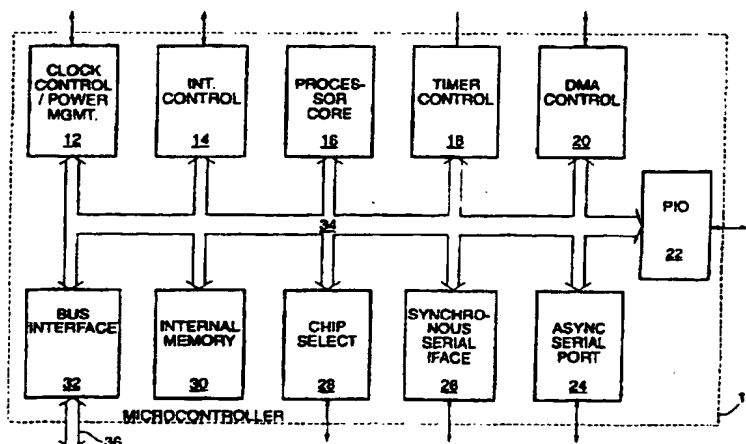 CLOCK
CONTROL
/ POWER
MGMT.
12
INT.
CONTROL
14
PROCES-
SOR
CORE
16
TIMER
CONTROL
18
DMA
CONTROL
20
PIO
22
34
BUS
INTERFACE
32
INTERNAL
MEMORY
30
CHIP
SELECT
28
SYNCHRO-
NOUS
SERIAL
IFACE
26
ASYNC
SERIAL
PORT
24
MICROCONTROLLER
36